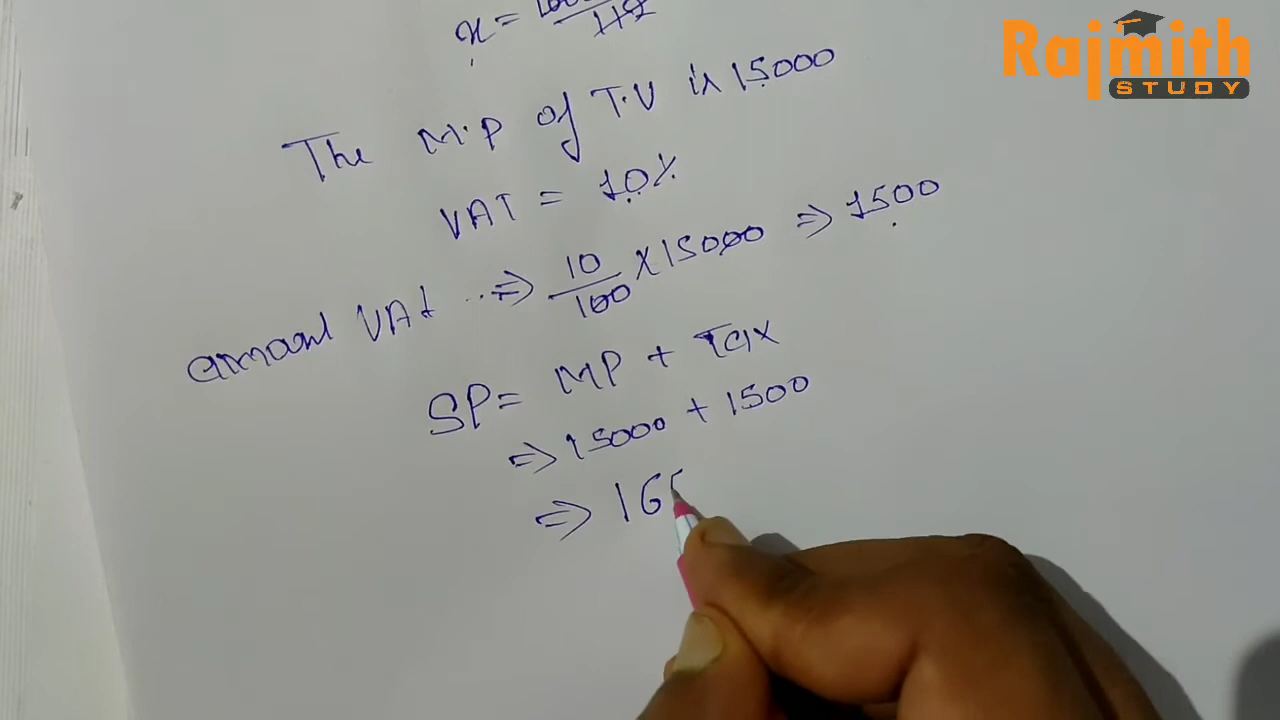 Rajmith
STUDY
x =
The M.P of T.V is 15000
VAT = 10%
amount VAt ..⇒ 10/100 X 15000 ⇒ 1500
SP = MP + Tax
⇒ 15000 + 1500
⇒ 165